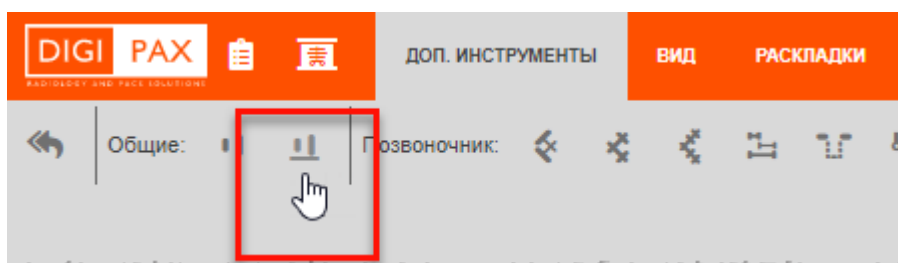 DIGI PAX
RADIOLOGY AND PACS SOLUTIONS
ДОП. ИНСТРУМЕНТЫ
ВИД
РАСКЛАДКИ
Общие:
Позвоночник: